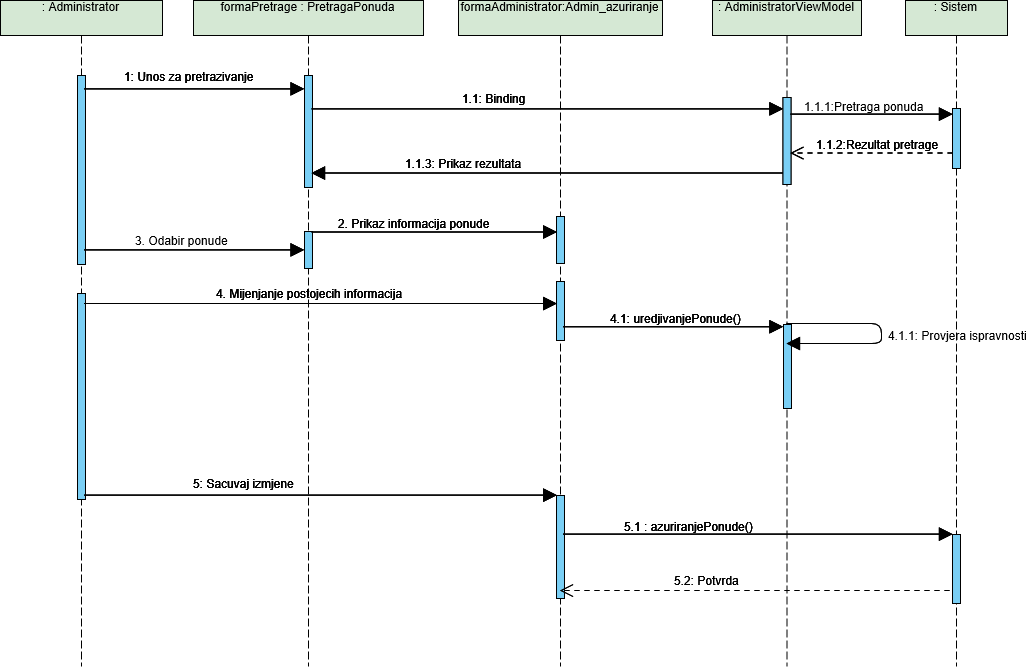 : Administrator
formaPretrage : PretragaPonuda
formaAdministrator:Admin_azuriranje
: AdministratorViewModel
: Sistem
1: Unos za pretrazivanje
1.1: Binding
1.1.1:Pretraga ponuda
1.1.2:Rezultat pretrage
1.1.3: Prikaz rezultata
2. Prikaz informacija ponude
3. Odabir ponude
4. Mijenjanje postojecih informacija
4.1: uredjivanjePonude()
4.1.1: Provjera ispravnosti
5: Sacuvaj izmjene
5.1 : azuriranjePonude()
5.2: Potvrda